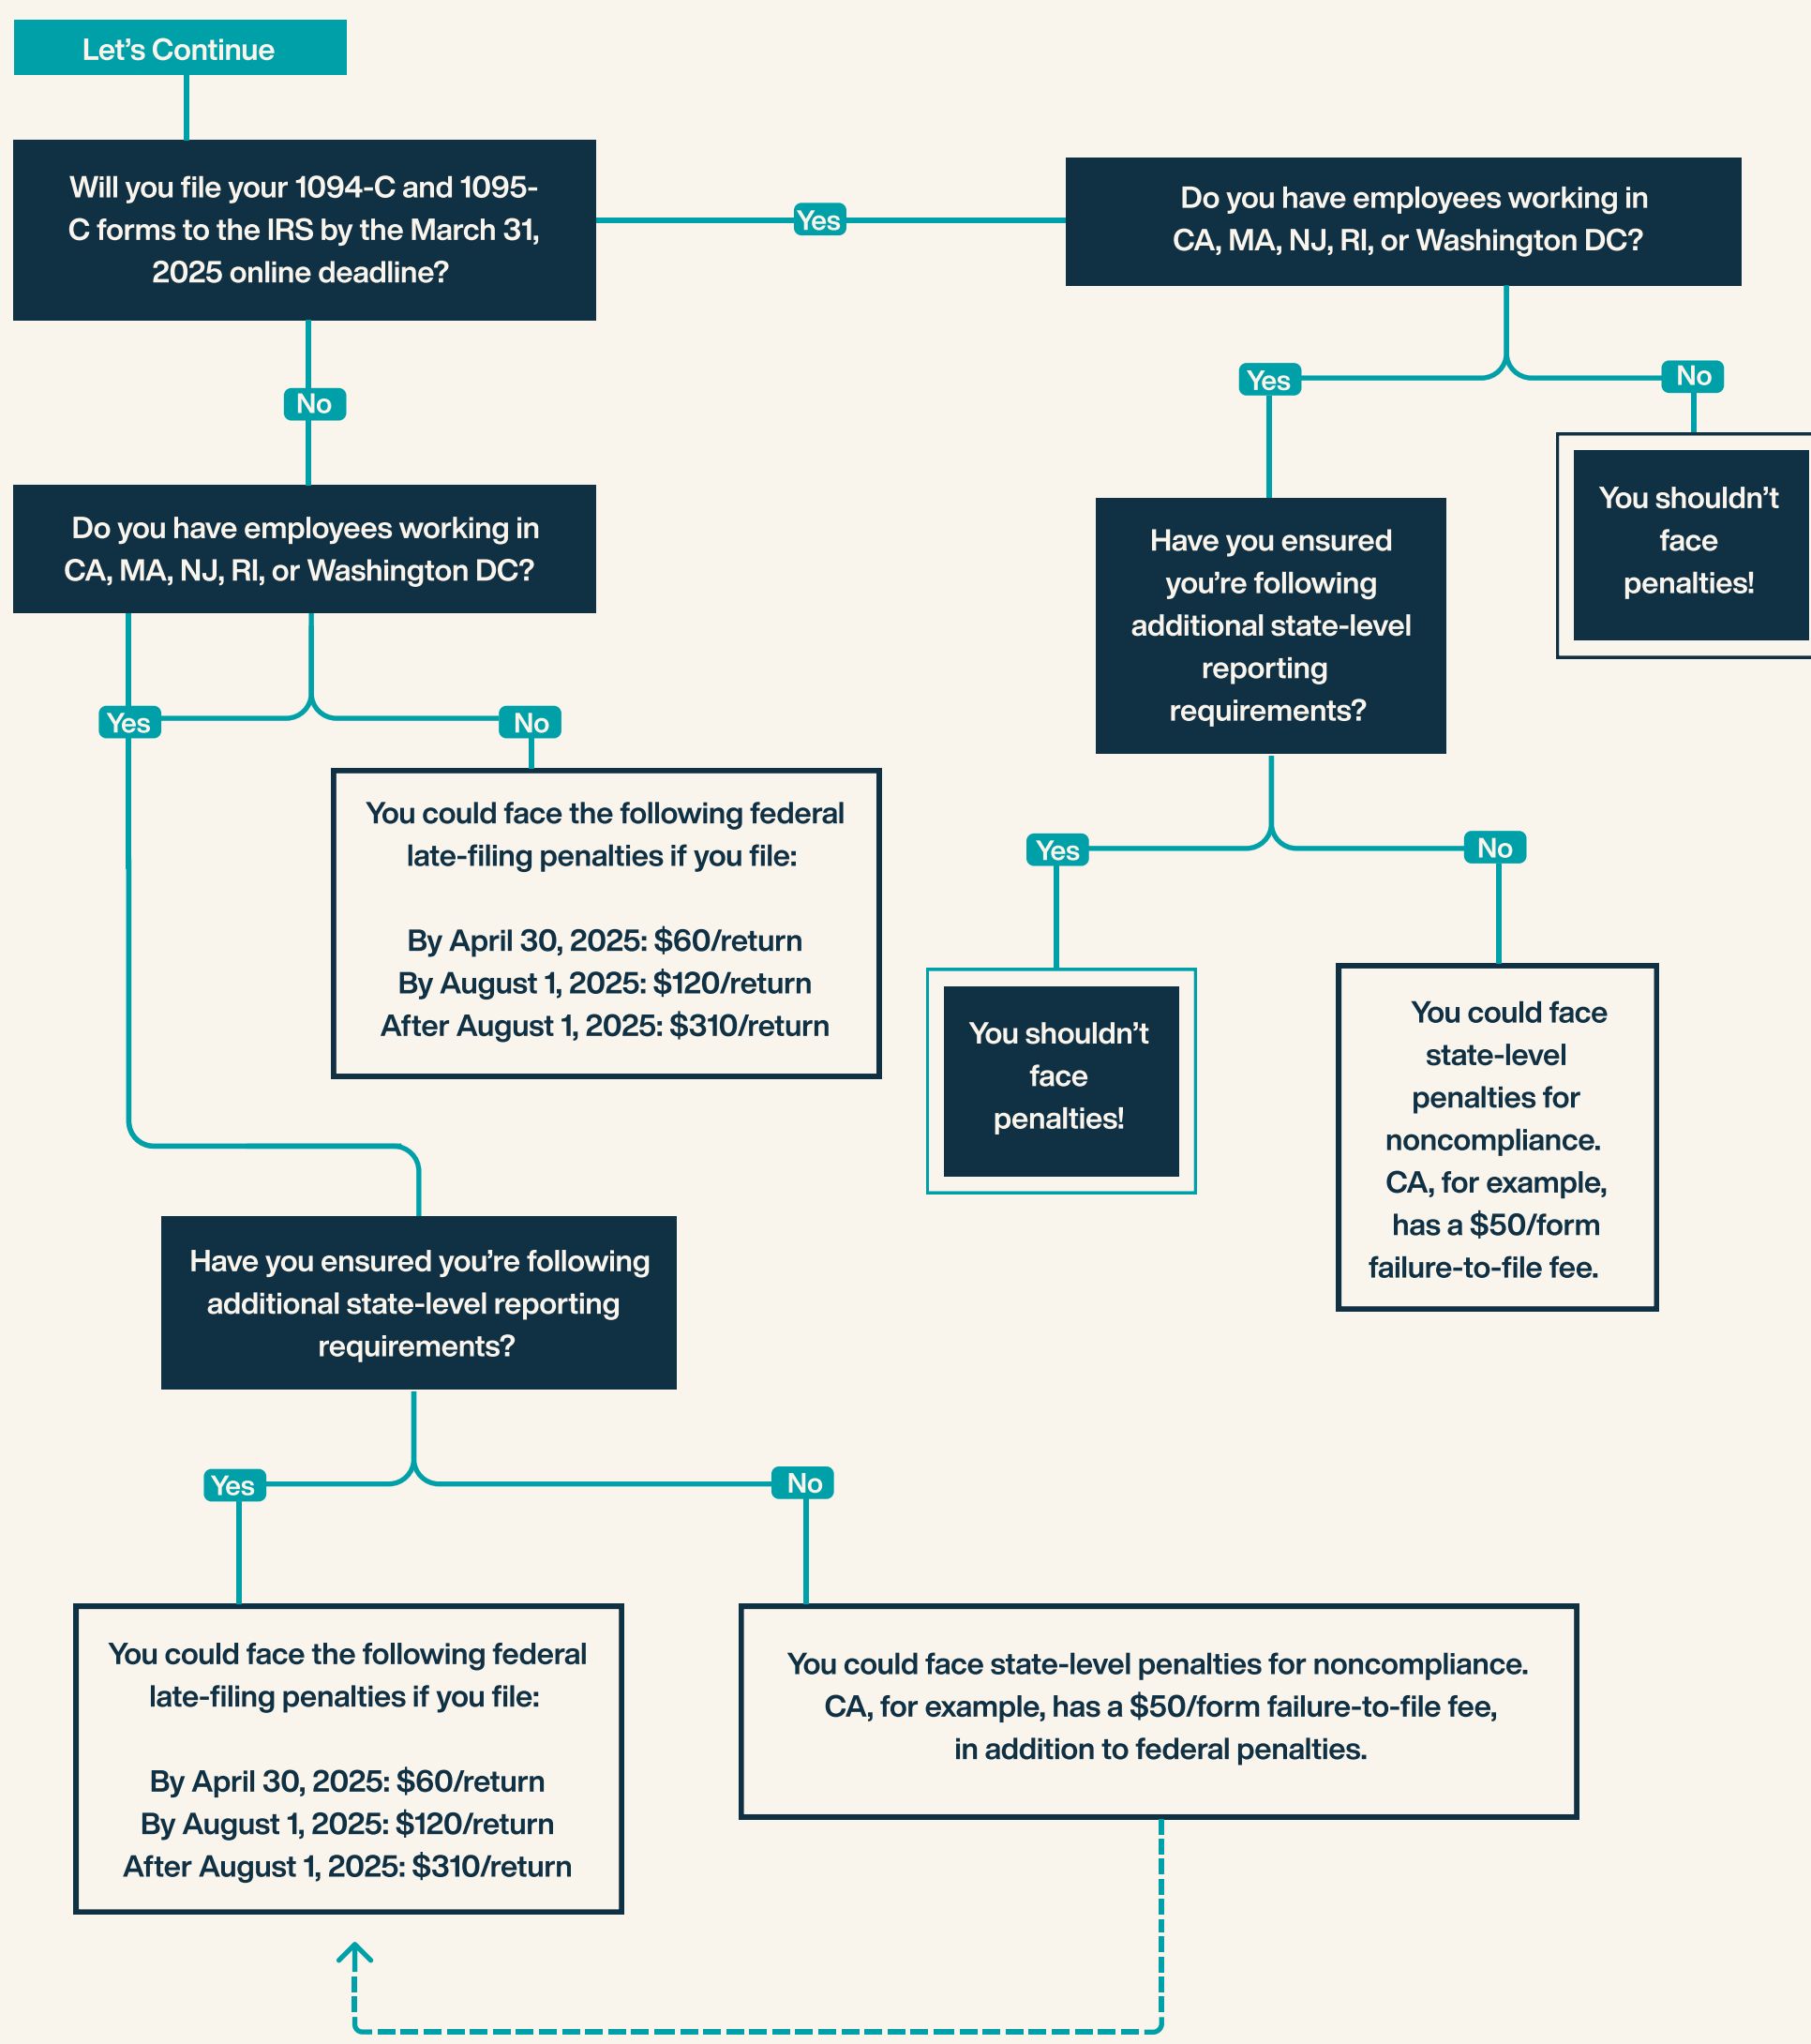 Let's Continue
Will you file your 1094-C and 1095-
C forms to the IRS by the March 31,
2025 online deadline?
Yes
Do you have employees working in
CA, MA, NJ, RI, or Washington DC?
Yes
No
You shouldn't
face
penalties!
Have you ensured
you're following
additional state-level
reporting
requirements?
Yes
No
You shouldn't
face
penalties!
You could face
state-level
penalties for
noncompliance.
CA, for example,
has a $50/form
failure-to-file fee.
No
Do you have employees working in
CA, MA, NJ, RI, or Washington DC?
Yes
No
You could face the following federal
late-filing penalties if you file:
By April 30, 2025: $60/return
By August 1, 2025: $120/return
After August 1, 2025: $310/return
Have you ensured you're following
additional state-level reporting
requirements?
Yes
No
You could face the following federal
late-filing penalties if you file:
By April 30, 2025: $60/return
By August 1, 2025: $120/return
After August 1, 2025: $310/return
You could face state-level penalties for noncompliance.
CA, for example, has a $50/form failure-to-file fee,
in addition to federal penalties.